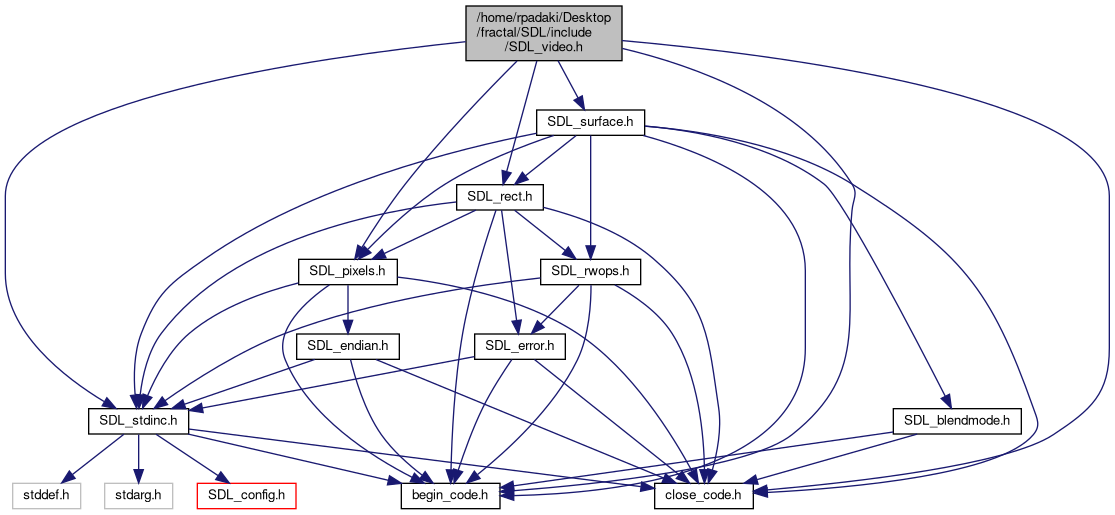 /home/rpadaki/Desktop
/fractal/SDL/include
/SDL_video.h
SDL_surface.h
SDL_rect.h
SDL_pixels.h
SDL_rwops.h
SDL_endian.h
SDL_error.h
SDL_stdinc.h
SDL_blendmode.h
stddef.h
stdarg.h
SDL_config.h
begin_code.h
close_code.h